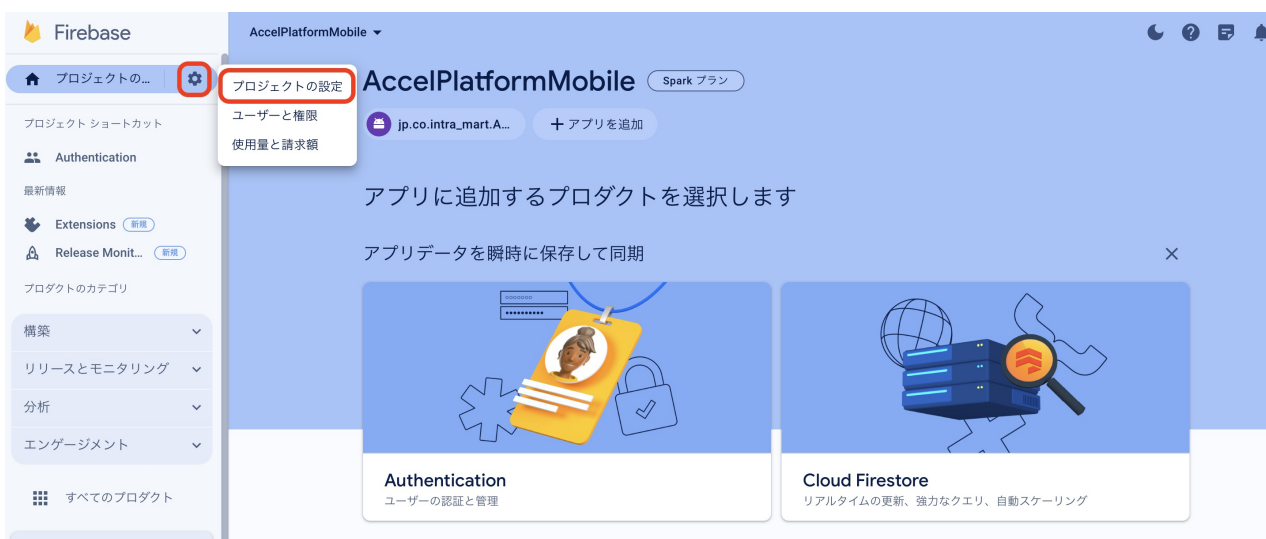 Firebase
AccelPlatformMobile
プロジェクトの...
プロジェクトの設定
ユーザーと権限
使用量と請求額
プロジェクト ショートカット
Authentication
最新情報
Extensions 新規
Release Monit... 新規
プロダクトのカテゴリ
構築
リリースとモニタリング
分析
エンゲージメント
すべてのプロダクト
AccelPlatformMobile Spark プラン
jp.co.intra_mart.A... +アプリを追加
アプリに追加するプロダクトを選択します
アプリデータを瞬時に保存して同期
Authentication
ユーザーの認証と管理
Cloud Firestore
リアルタイムの更新、強力なクエリ、自動スケーリング